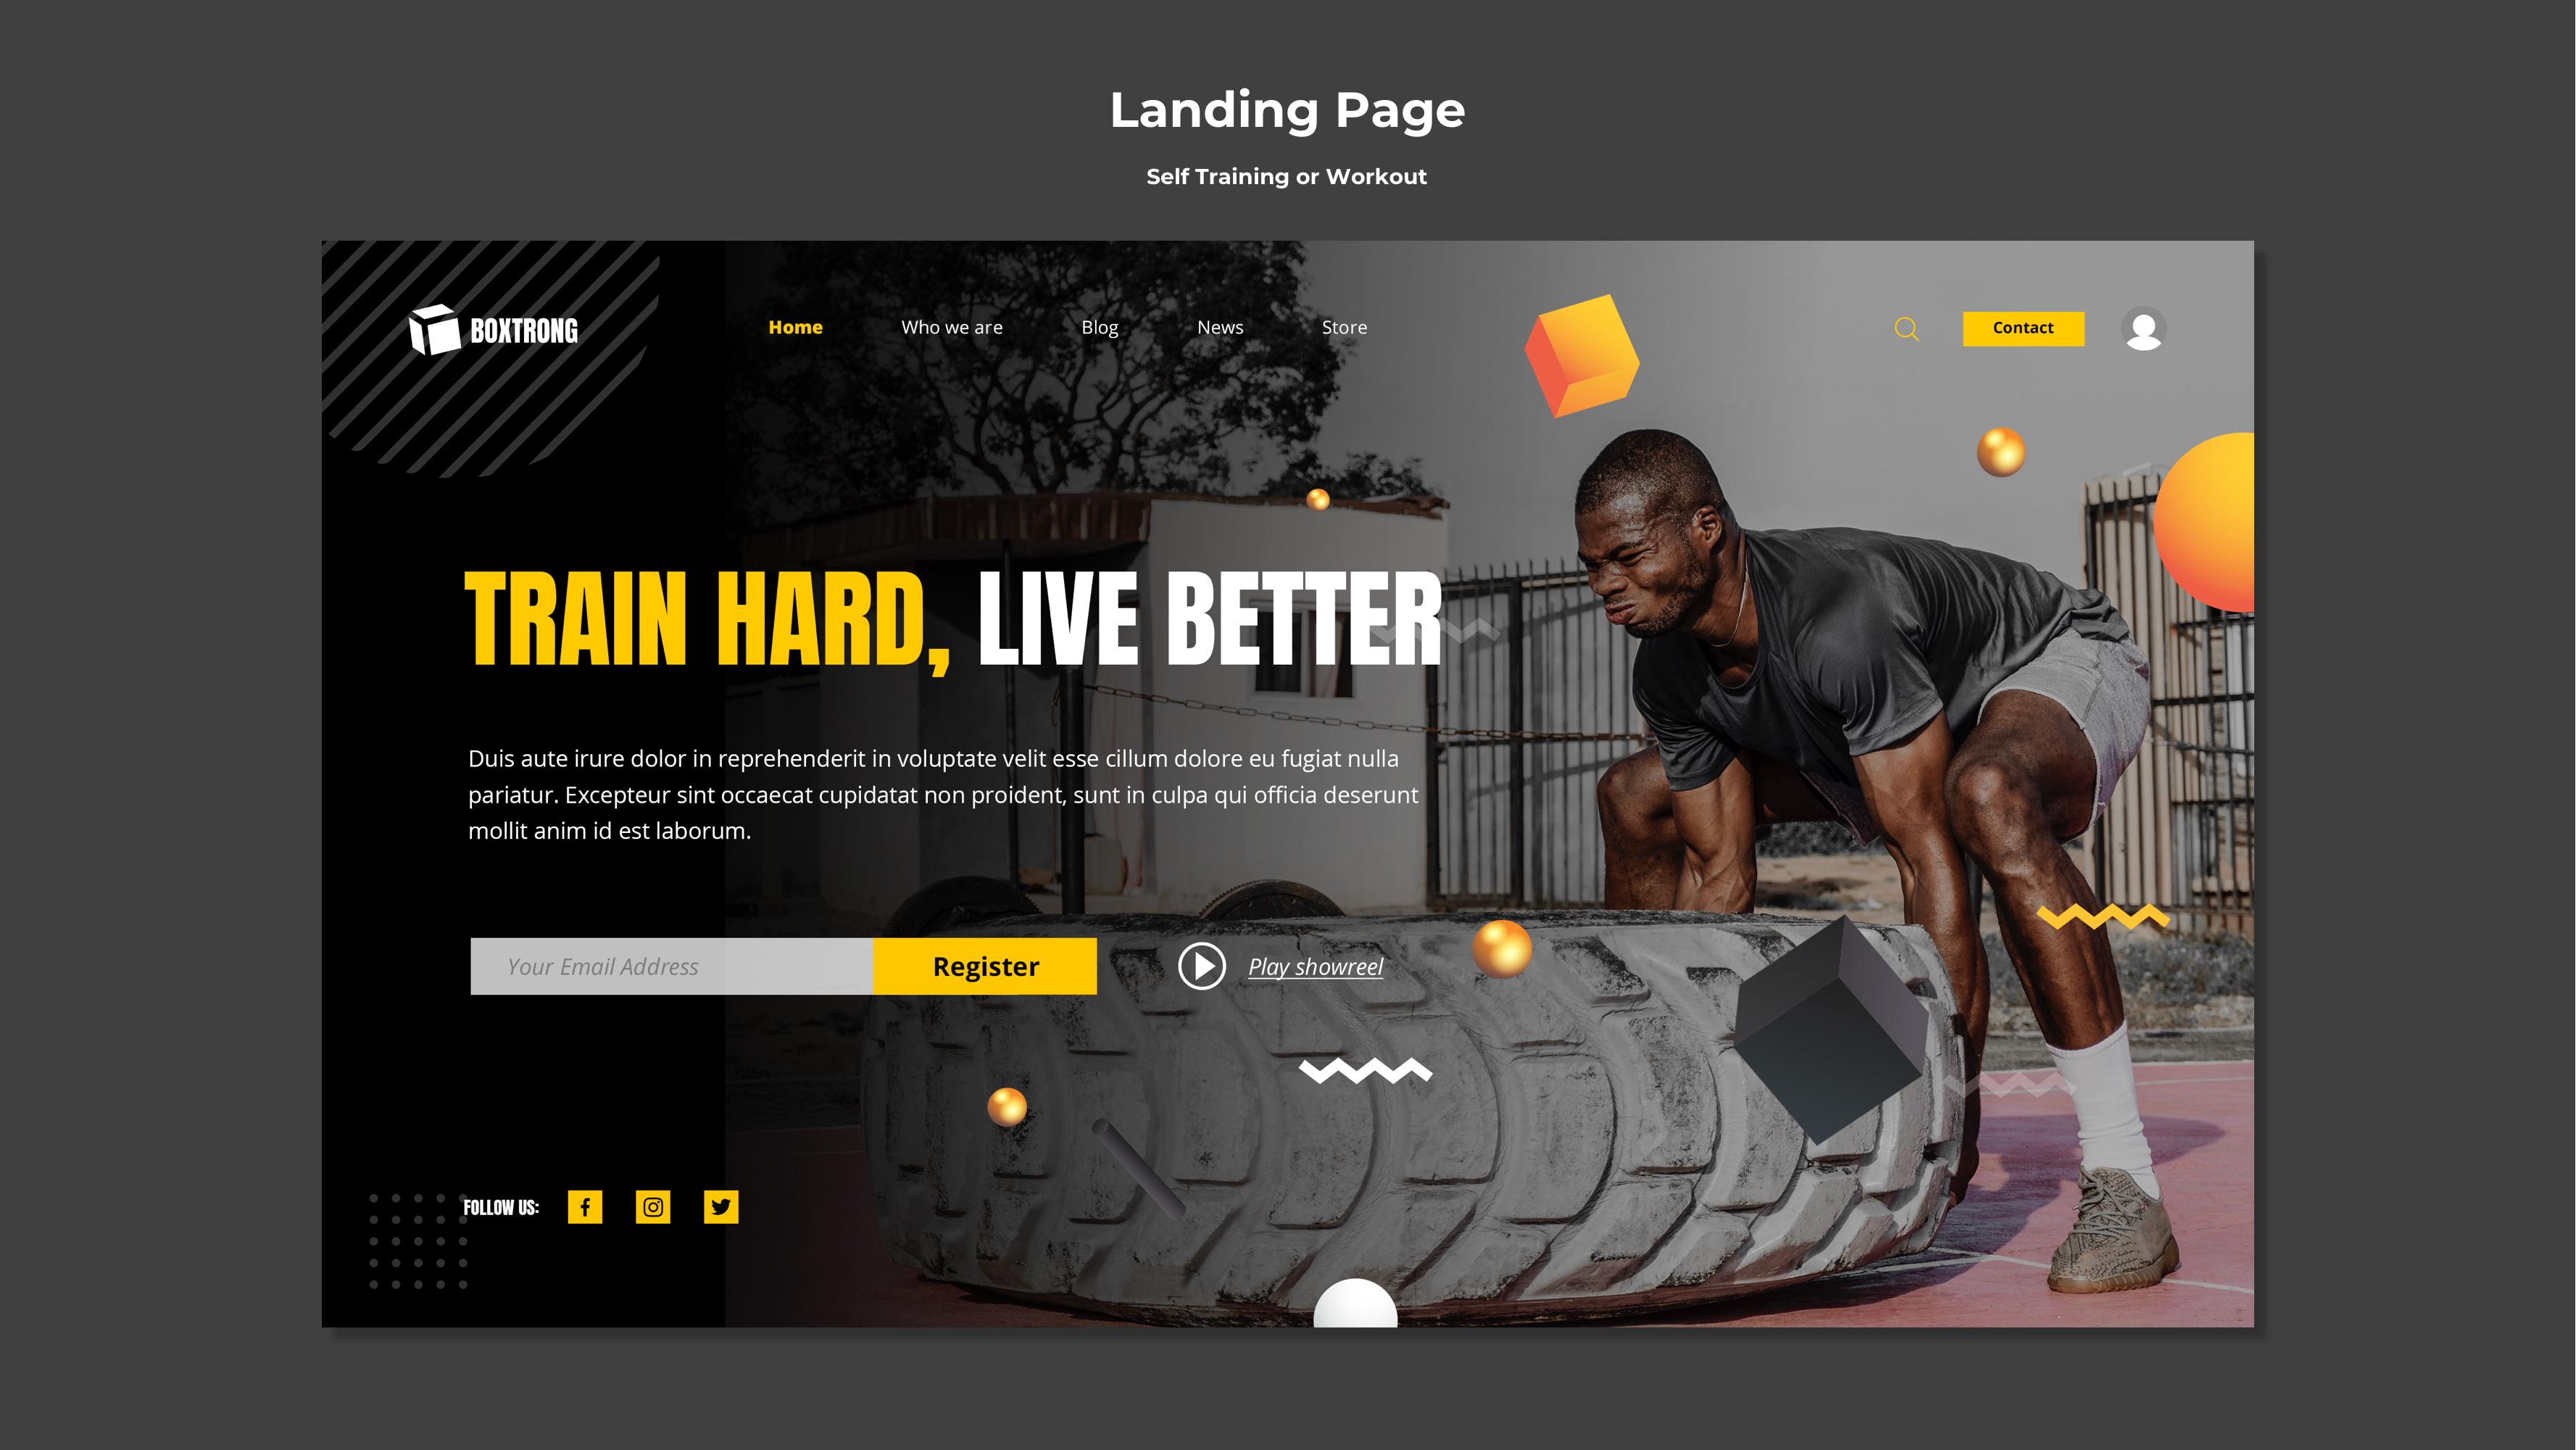 Landing Page
Self Training or Workout
BOXTRONG
Home
Who we are
Blog
News
Store
Contact
TRAIN HARD, LIVE BETTER
Duis aute irure dolor in reprehenderit in voluptate velit esse cillum dolore eu fugiat nulla
pariatur. Excepteur sint occaecat cupidatat non proident, sunt in culpa qui officia deserunt
mollit anim id est laborum.
Your Email Address
Register
Play showreel
FOLLOW US: